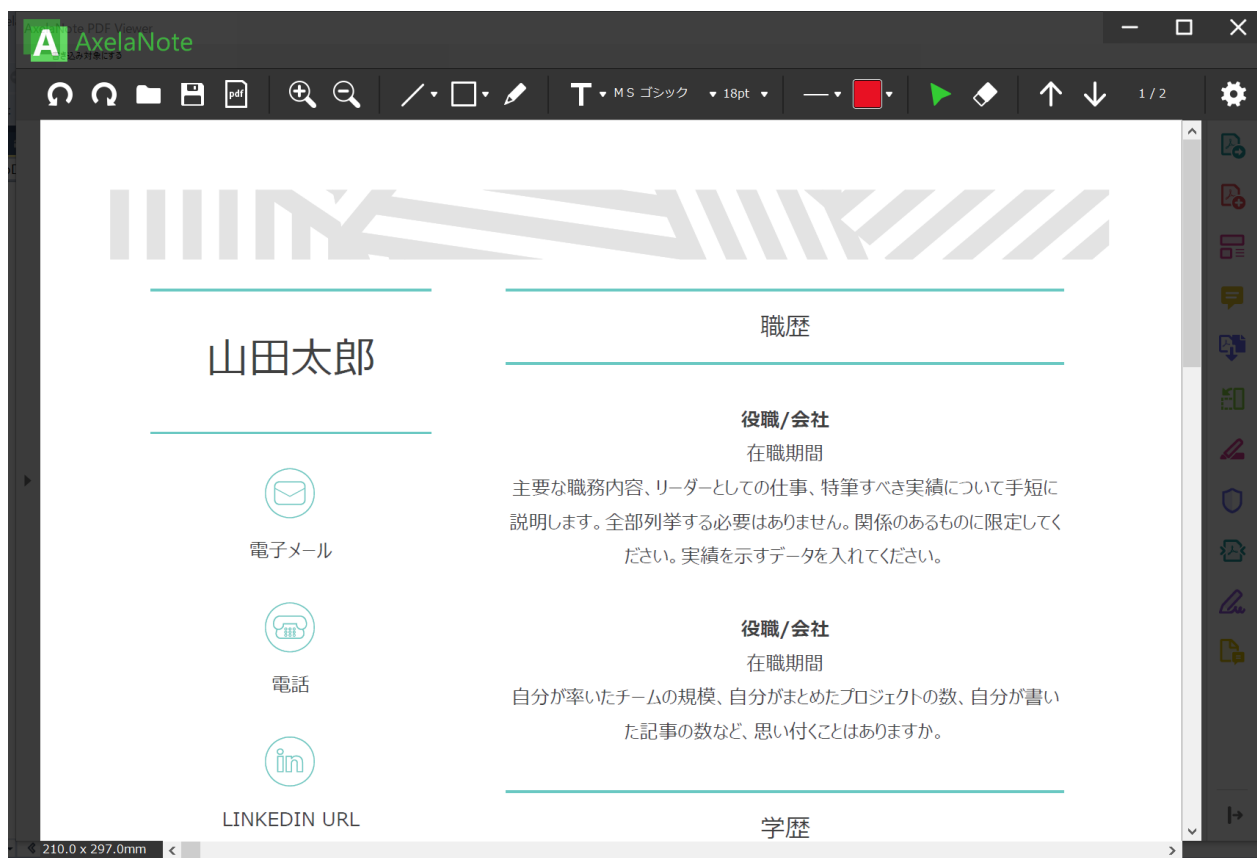 AxelaNote PDF Viewer
AxelaNote
pdf
T
MS ゴシック
18pt
1 / 2
山田太郎
電子メール
電話
in
LINKEDIN URL
職歴
役職/会社
在職期間
主要な職務内容、リーダーとしての仕事、特筆すべき実績について手短に
説明します。全部列挙する必要はありません。関係のあるものに限定してく
ださい。実績を示すデータを入れてください。
役職/会社
在職期間
自分が率いたチームの規模、自分がまとめたプロジェクトの数、自分が書い
た記事の数など、思い付くことはありますか。
学歴
210.0 x 297.0mm